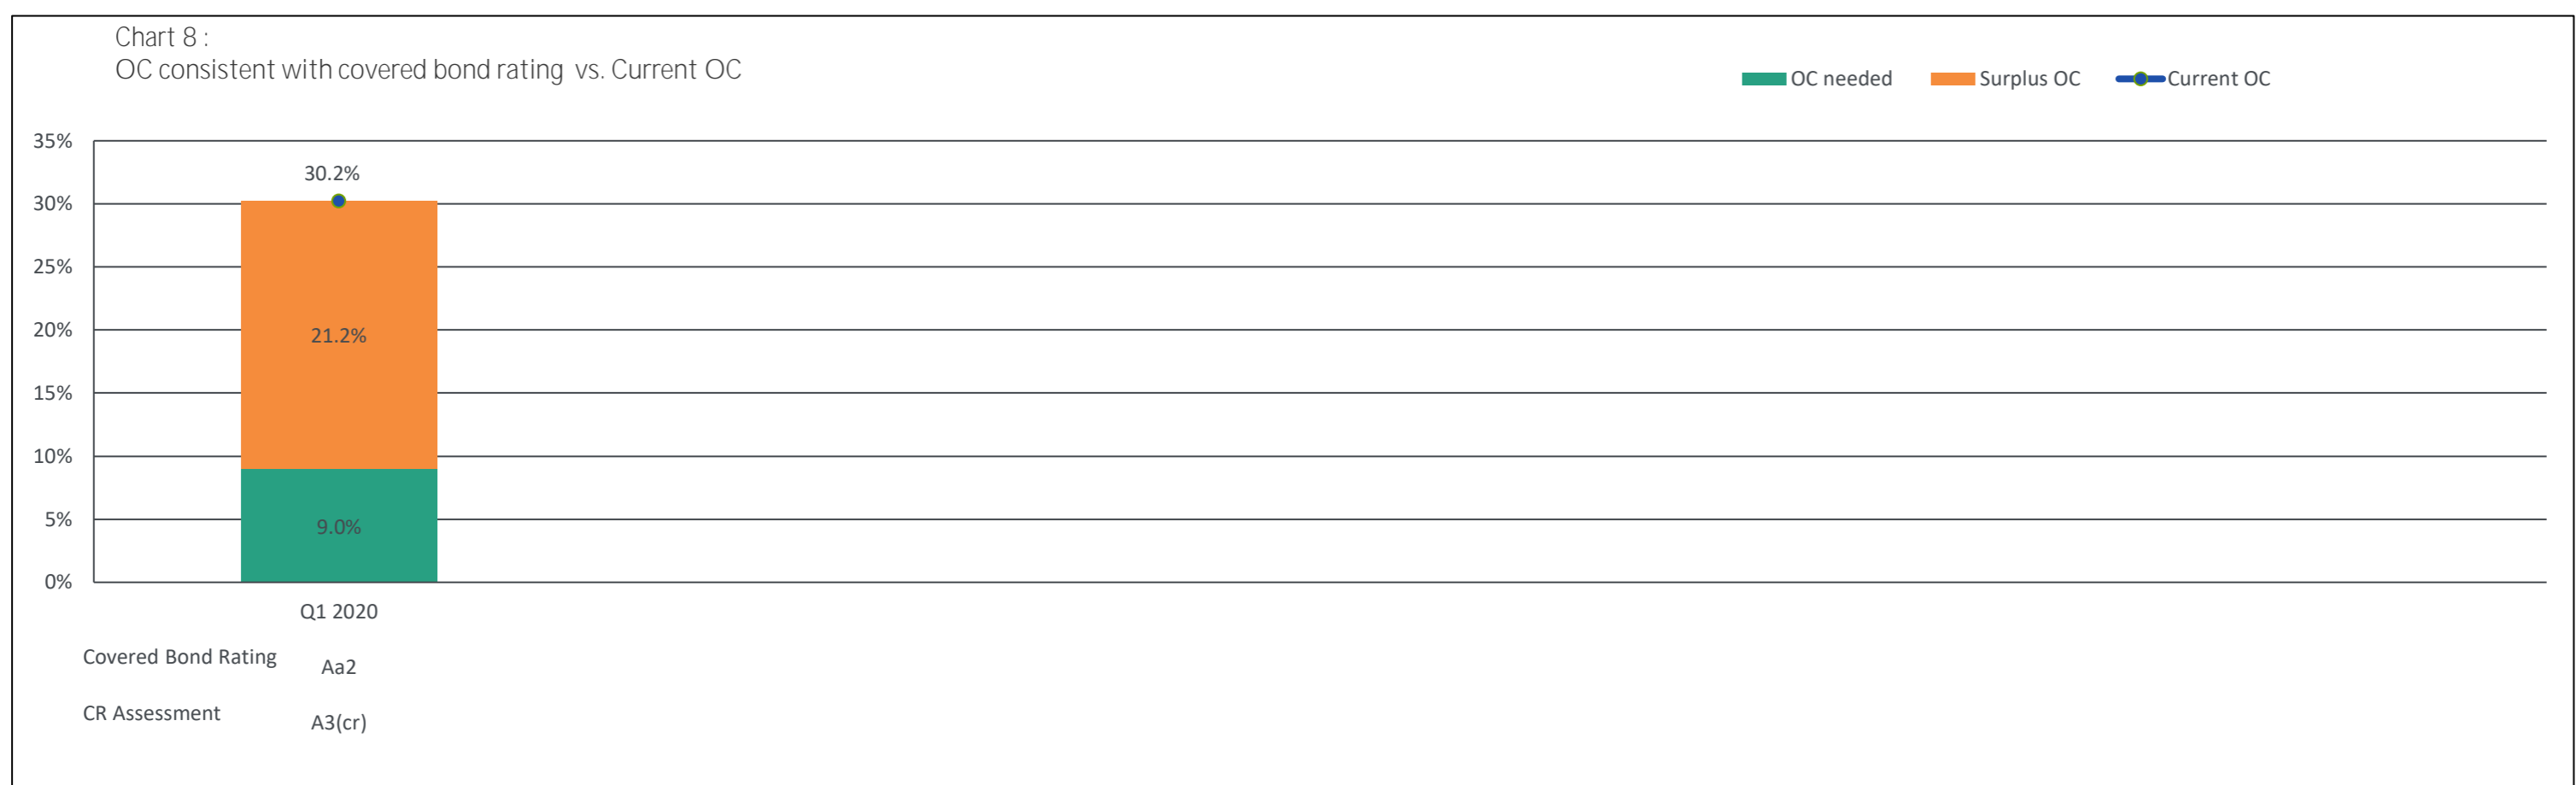 Chart 8 :
OC consistent with covered bond rating vs. Current OC
OC needed Surplus OC Current OC
35%
30%
25%
20%
15%
10%
5%
0%
30.2%
21.2%
9.0%
Q1 2020
Covered Bond Rating Aa2
CR Assessment A3(cr)